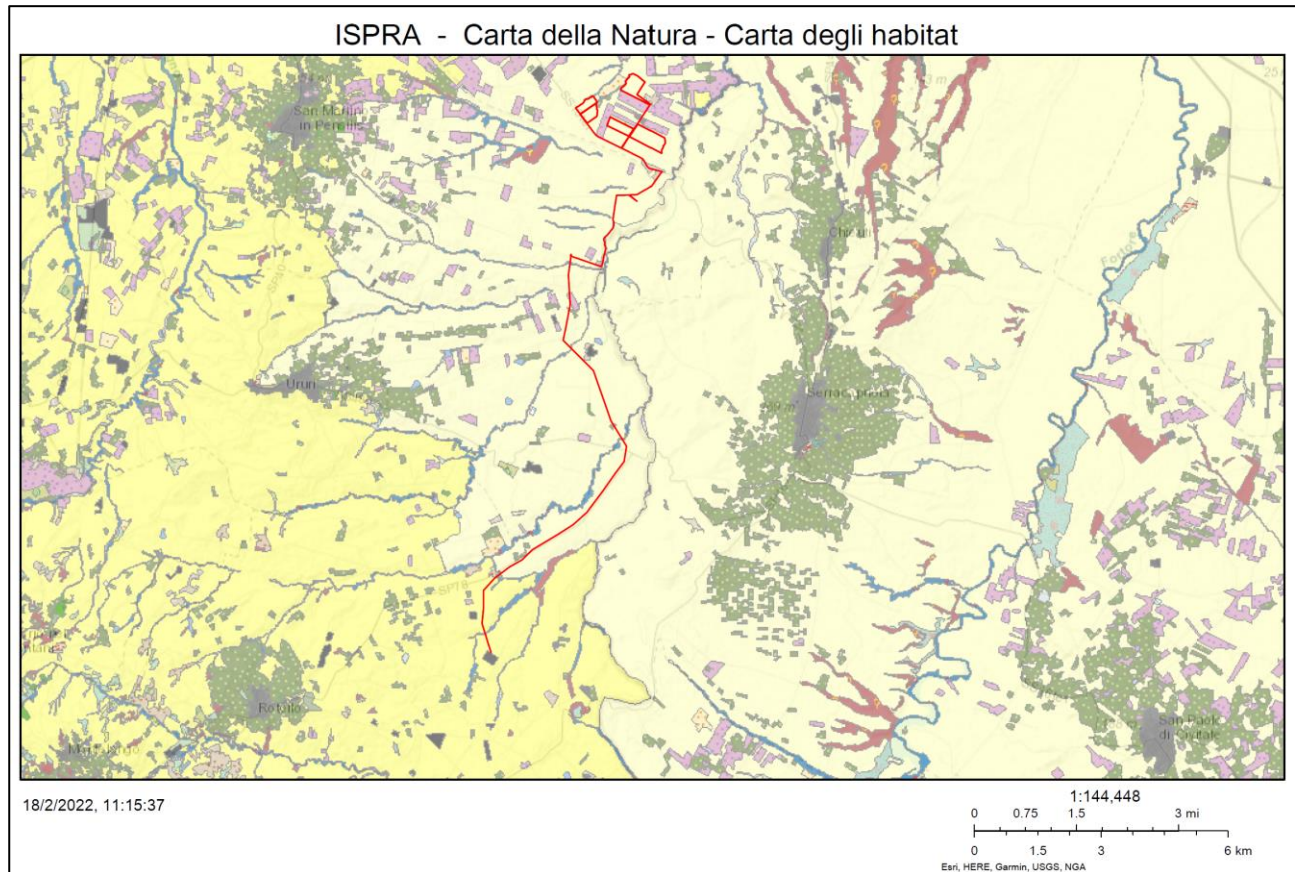 ISPRA - Carta della Natura - Carta degli habitat
San Martino
in Pensilis
Chieuti
Ururi
Serracapriola
SP78
Rotello
San Paolo
di Civitate
18/2/2022, 11:15:37
1:144,448
0 0.75 1.5 3 mi
0 1.5 3 6 km
Esri, HERE, Garmin, USGS, NGA